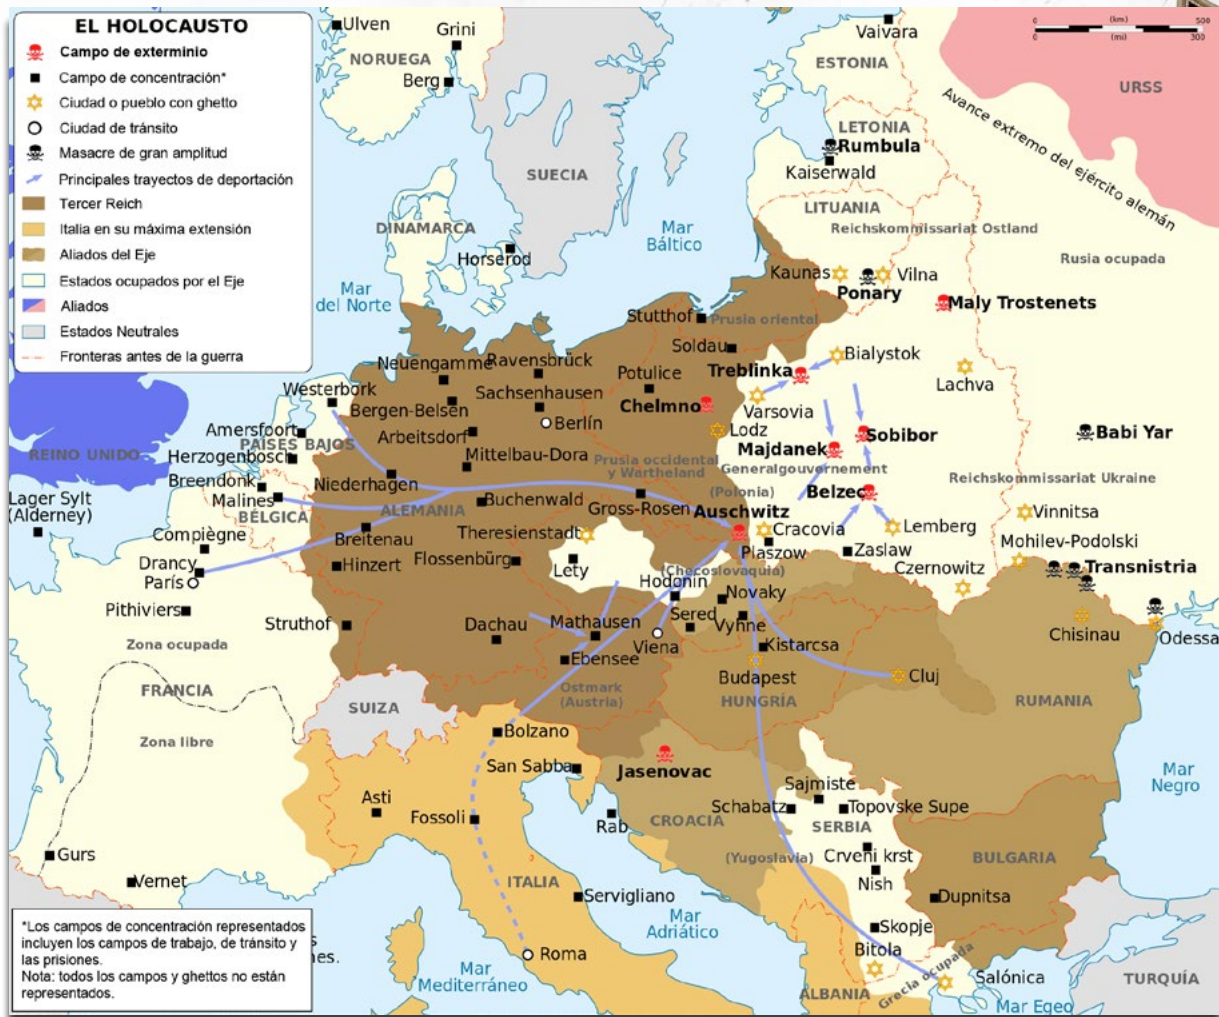 EL HOLOCAUSTO
Campo de exterminio
Campo de concentración*
Ciudad o pueblo con ghetto
Ciudad de tránsito
Masacre de gran amplitud
Principales trayectos de deportación
Tercer Reich
Italia en su máxima extensión
Aliados del Eje
Estados ocupados por el Eje
Aliados
Estados Neutrales
Fronteras antes de la guerra
0 (km) 500
0 (mi) 300
Ulven
Grini
NORUEGA
Berg
Vaivara
ESTONIA
URSS
Avance extremo del ejército alemán
LETONIA
Rumbula
Kaiserwald
SUECIA
LITUANIA
Reichskommissariat Ostland
DINAMARCA
Horserod
Mar
Báltico
Rusia ocupada
Kaunas
Vilna
Ponary
Maly Trostenets
Mar
del Norte
Stutthof
Prusia oriental
Soldau
Neuengamme
Ravensbrück
Treblinka
Bialystok
Lachva
Westerbork
Sachsenhausen
Potulice
Bergen-Belsen
Chelmno
Varsovia
Berlín
Amersfoort
PAÍSES BAJOS
Arbeitsdorf
Lodz
Sobibor
Babi Yar
REINO UNIDO
Herzogenbosch
Mittelbau-Dora
Majdanek
Prusia occidental
y Wartheland
Generalgouvernement
(Polonia)
Reichskommissariat Ukraine
Breendonk
Niederhagen
Belzec
Lager Sylt
(Alderney)
Malines
BÉLGICA
ALEMANIA
Buchenwald
Gross-Rosen
Auschwitz
Vinnitsa
Compiègne
Breitenau
Theresienstadt
Cracovia
Lemberg
Plaszow
Mohilev-Podolski
Drancy
París
Hinzert
Flossenbürg
Lety
(Checoslovaquia)
Zaslaw
Czernowitz
Transnistria
Hodonin
Novaky
Pithiviers
Struthof
Dachau
Mathausen
Sered
Vyhne
Viena
Kistarcsa
Chisinau
Odessa
Zona ocupada
Ebensee
Budapest
Cluj
FRANCIA
SUIZA
Ostmark
(Austria)
HUNGRÍA
RUMANIA
Zona libre
Bolzano
San Sabba
Jasenovac
Mar
Negro
Asti
Fossoli
Rab
Sajmiste
Schabatz
Topovske Supe
CROACIA
SERBIA
Gurs
Crveni krst
(Yugoslavia)
BULGARIA
Vernet
ITALIA
Nish
Servigliano
Dupnitsa
Mar
Adriático
Skopje
Bitola
Roma
Mar
Mediterráneo
Grecia ocupada
Salónica
ALBANIA
TURQUÍA
Mar Egeo
*Los campos de concentración representados
incluyen los campos de trabajo, de tránsito y
las prisiones.
Nota: todos los campos y ghettos no están
representados.